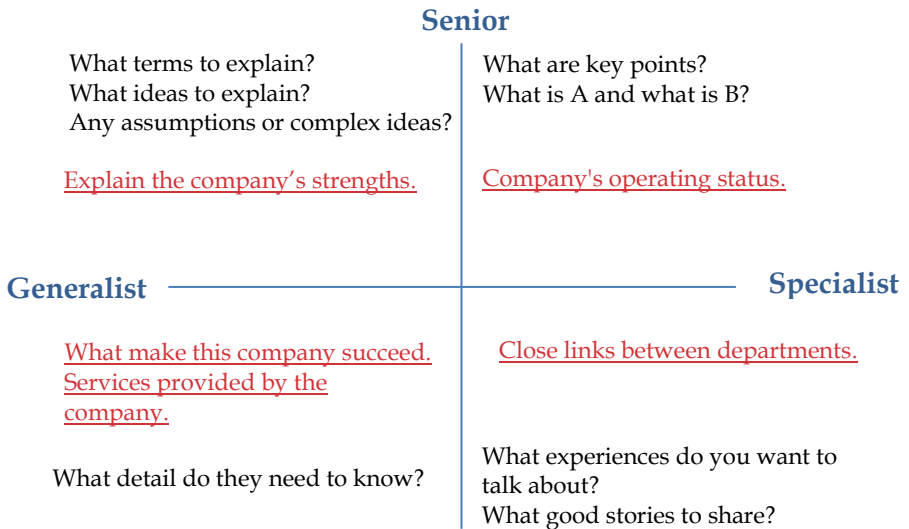 Senior
What terms to explain?
What ideas to explain?
Any assumptions or complex ideas?
Explain the company’s strengths.
What are key points?
What is A and what is B?
Company's operating status.
Generalist
Specialist
What make this company succeed.
Services provided by the
company.
What detail do they need to know?
Close links between departments.
What experiences do you want to
talk about?
What good stories to share?